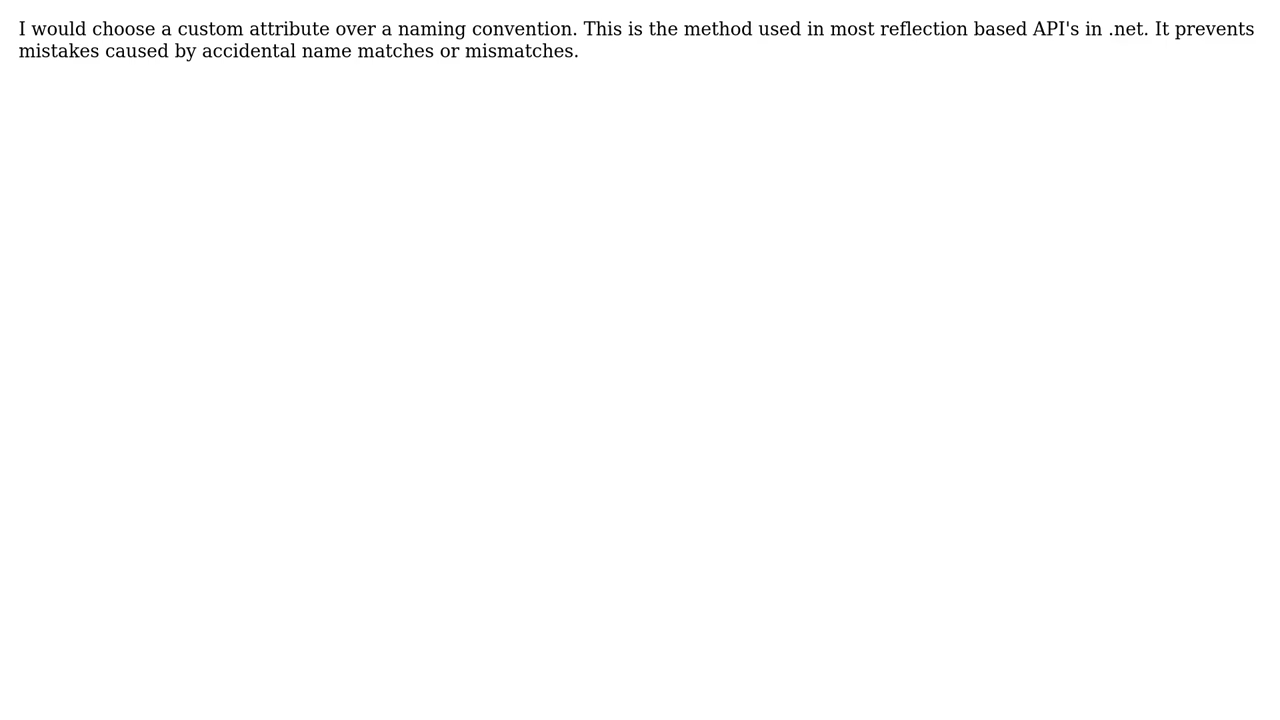 I would choose a custom attribute over a naming convention. This is the method used in most reflection based API's in .net. It prevents
mistakes caused by accidental name matches or mismatches.